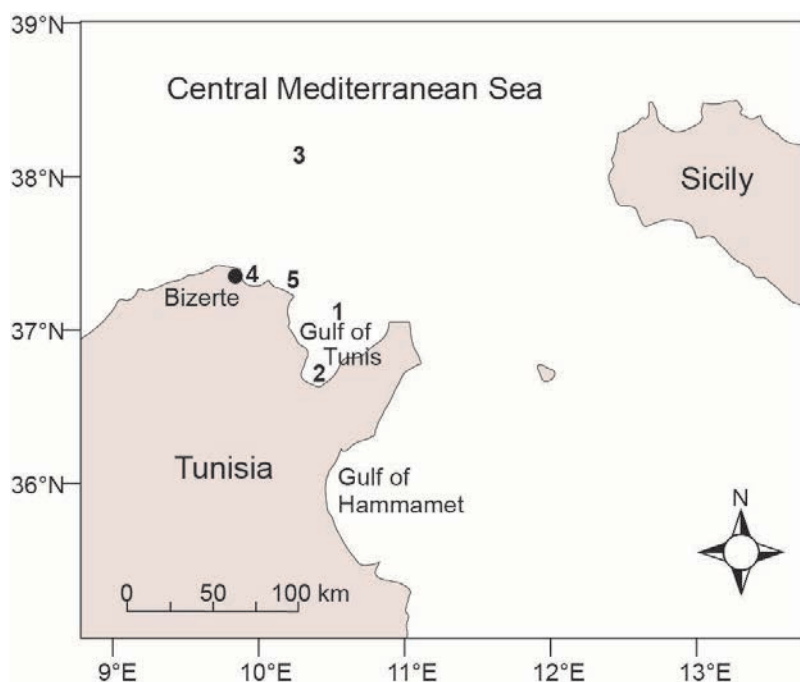 39°N
Central Mediterranean Sea
3
38°N
Sicily
4
5
Bizerte
1
37°N
Gulf of
Tunis
2
Tunisia
36°N
Gulf of
Hammamet
N
0 50 100 km
9°E 10°E 11°E 12°E 13°E